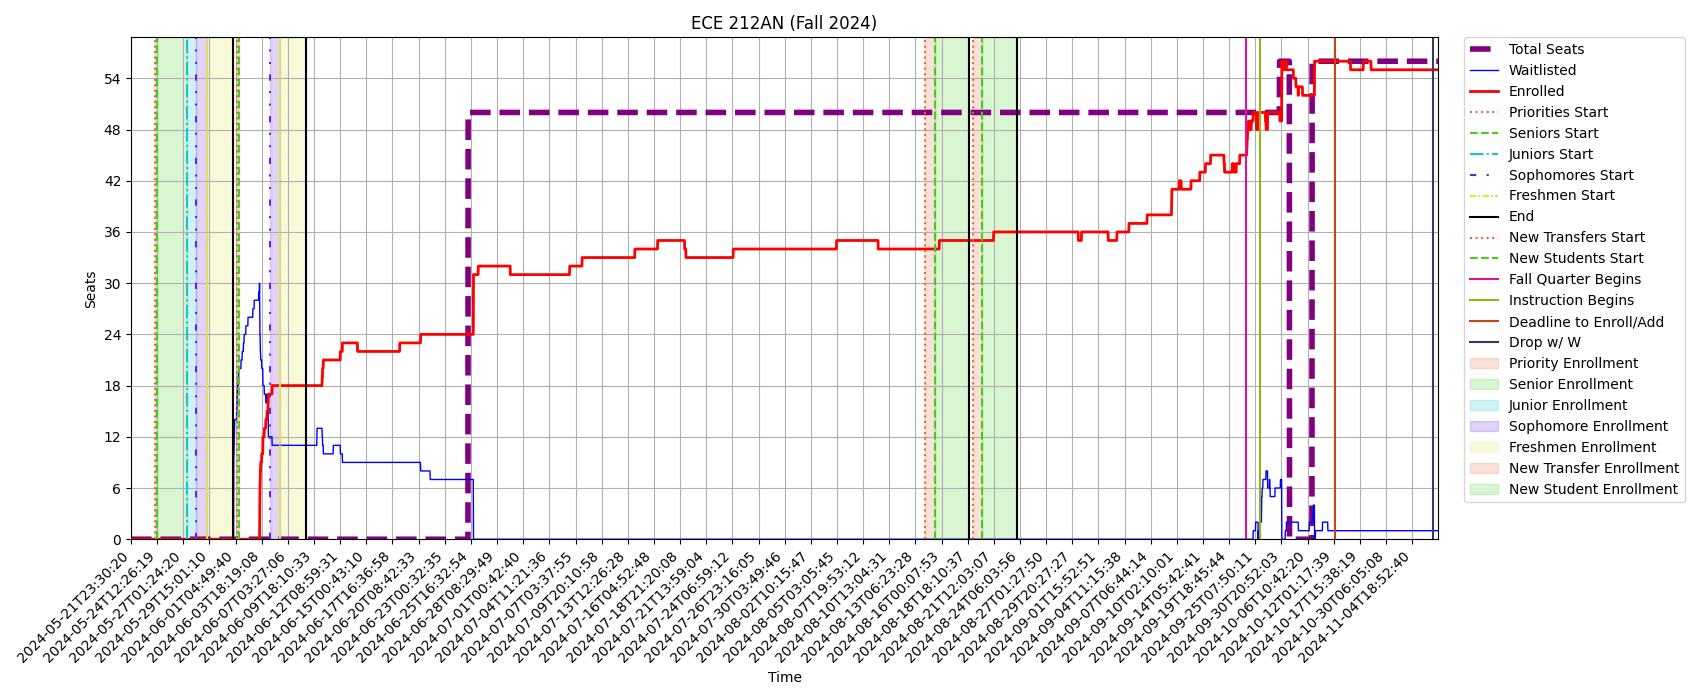 ECE 212AN (Fall 2024)
Seats
54
48
42
36
30
24
18
12
6
0
2024-05-21T23:30:20
2024-05-24T12:26:19
2024-05-27T01:24:20
2024-05-29T15:01:10
2024-06-01T04:49:40
2024-06-03T18:19:09
2024-06-07T03:27:06
2024-06-09T18:10:33
2024-06-12T08:59:31
2024-06-15T00:43:10
2024-06-17T16:36:58
2024-06-20T08:42:33
2024-06-23T00:32:35
2024-06-25T16:32:54
2024-06-28T08:29:49
2024-07-01T00:42:40
2024-07-04T11:21:36
2024-07-07T03:37:55
2024-07-09T20:10:58
2024-07-13T12:26:28
2024-07-16T04:52:48
2024-07-18T21:20:08
2024-07-21T13:59:04
2024-07-24T06:59:12
2024-07-26T23:16:05
2024-07-30T03:49:46
2024-08-02T10:15:47
2024-08-05T03:05:45
2024-08-07T19:53:12
2024-08-10T13:04:31
2024-08-13T06:23:28
2024-08-16T00:07:53
2024-08-18T18:10:37
2024-08-21T12:03:07
2024-08-24T06:03:56
2024-08-27T01:27:50
2024-08-29T20:27:27
2024-09-01T15:52:51
2024-09-04T11:15:38
2024-09-07T06:44:14
2024-09-10T02:10:01
2024-09-14T05:42:41
2024-09-19T18:45:44
2024-09-25T07:50:11
2024-09-30T20:52:03
2024-10-06T10:42:20
2024-10-12T01:17:39
2024-10-17T15:38:19
2024-10-30T06:05:08
2024-11-04T18:52:40
Time
Total Seats
Waitlisted
Enrolled
Priorities Start
Seniors Start
Juniors Start
Sophomores Start
Freshmen Start
End
New Transfers Start
New Students Start
Fall Quarter Begins
Instruction Begins
Deadline to Enroll/Add
Drop w/ W
Priority Enrollment
Senior Enrollment
Junior Enrollment
Sophomore Enrollment
Freshmen Enrollment
New Transfer Enrollment
New Student Enrollment